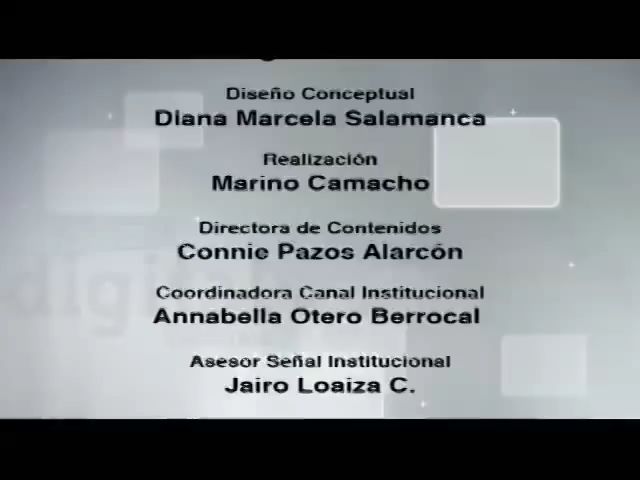 Diseño Conceptual
Diana Marcela Salamanca
Realización
Marino Camacho
Directora de Contenidos
Connie Pazos Alarcón
Coordinadora Canal Institucional
Annabella Otero Berrocal
Asesor Señal Institucional
Jairo Loaiza C.